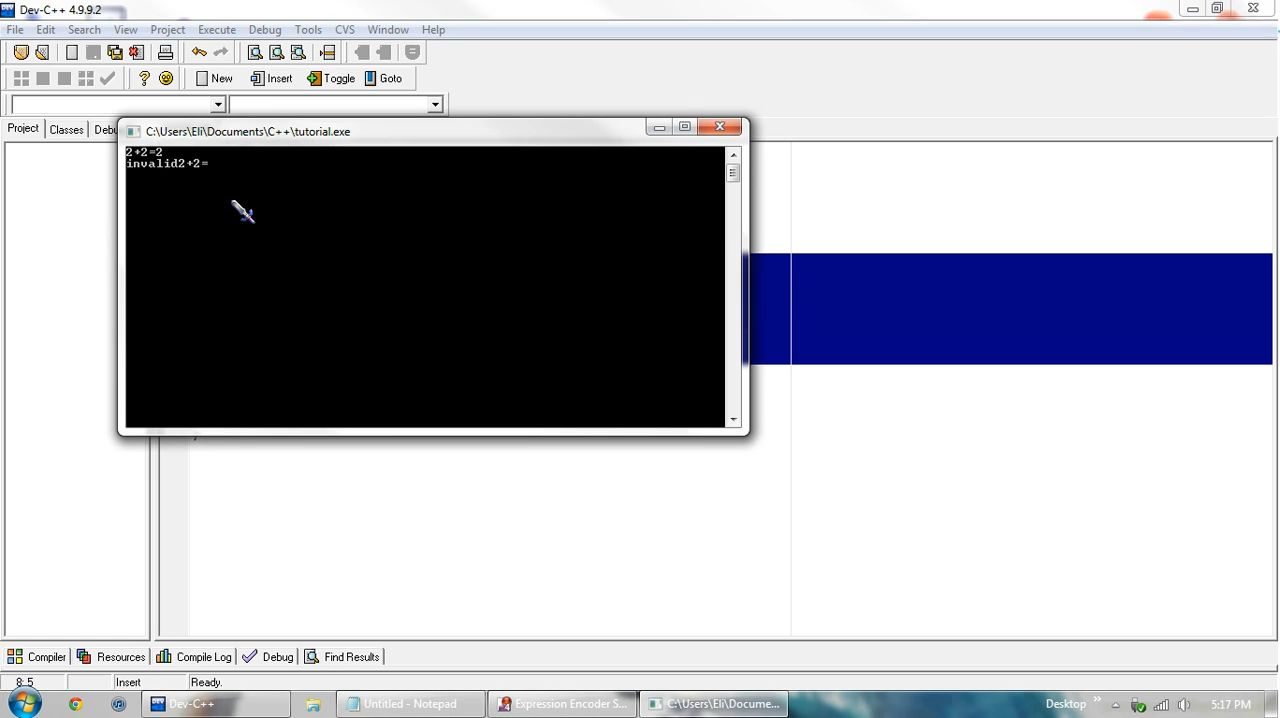 Dev-C++ 4.9.9.2
File Edit Search View Project Execute Debug Tools CVS Window Help
New Insert Toggle Goto
Project Classes Debu
C:\Users\Eli\Documents\C++\tutorial.exe
2+2=2
invalid2+2=
Compiler Resources Compile Log Debug Find Results
8: 5 Insert Ready.
Dev-C++ Untitled - Notepad Expression Encoder S... C:\Users\Eli\Docume... Desktop 5:17 PM